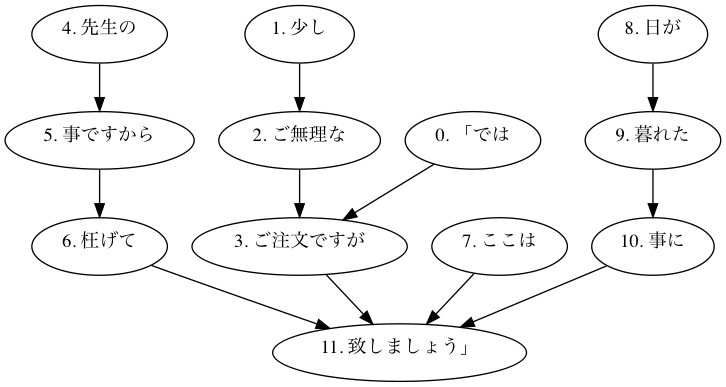 4. 先生の
1. 少し
8. 日が
5. 事ですから
2. ご無理な
0. 「では
9. 暮れた
6. 枉げて
3. ご注文ですが
7. ここは
10. 事に
11. 致しましょう」